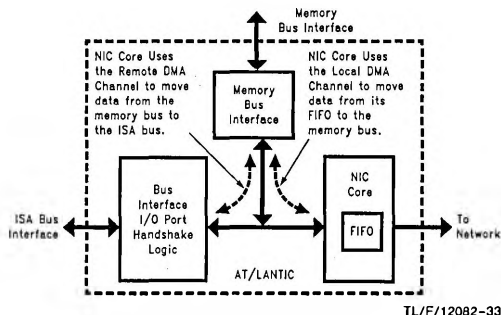 Memory
Bus Interface
NIC Core Uses
the Remote DMA
Channel to move
data from the
memory bus to
the ISA bus.
NIC Core Uses
the Local DMA
Channel to move
data from its
FIFO to the
memory bus.
Memory
Bus
Interface
ISA Bus
Interface
Bus
Interface
I/O Port
Handshake
Logic
NIC
Core
FIFO
To
Network
AT/LANTIC
TL/F/12082-33